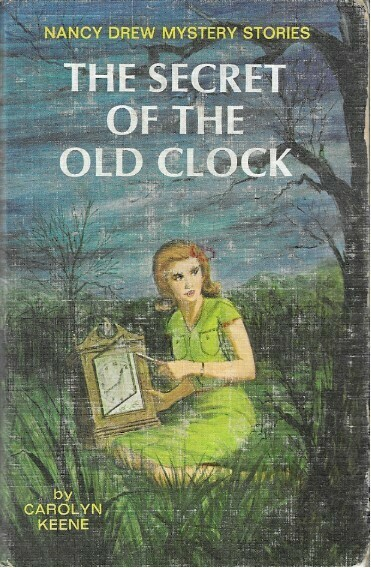 NANCY DREW MYSTERY STORIES
THE SECRET
OF THE
OLD CLOCK
by
CAROLYN
KEENE